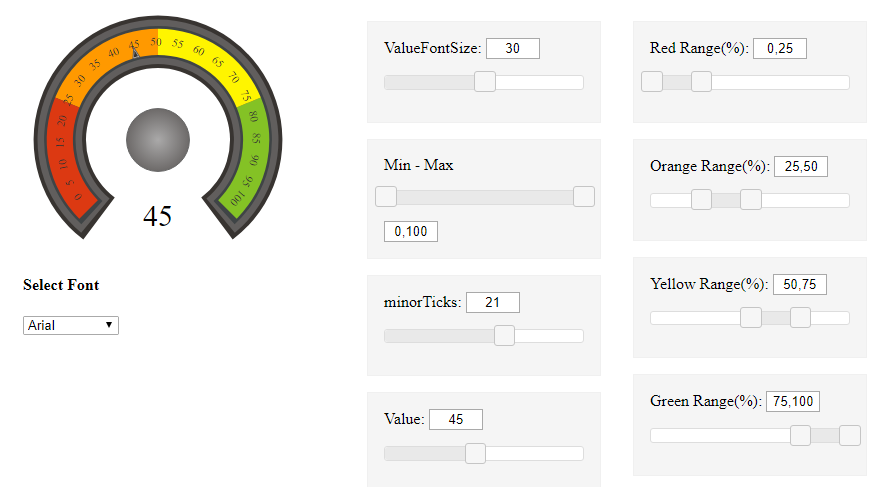 0
5
10
15
20
25
30
35
40
45
50
55
60
65
70
75
80
85
90
95
100
45
Select Font
Arial
ValueFontSize: 30
Min - Max
0,100
minorTicks: 21
Value: 45
Red Range(%): 0,25
Orange Range(%): 25,50
Yellow Range(%): 50,75
Green Range(%): 75,100